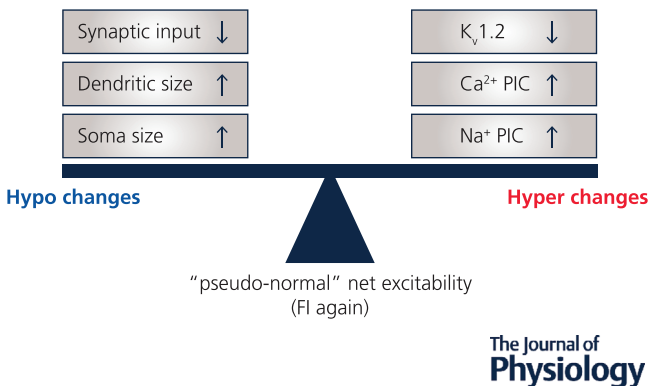 Synaptic input ↓
Dendritic size ↑
Soma size ↑
Kv1.2 ↓
Ca²⁺ PIC ↑
Na⁺ PIC ↑
Hypo changes
Hyper changes
“pseudo-normal” net excitability
(FI again)
The Journal of
Physiology